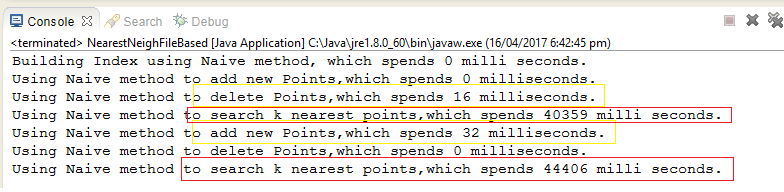 Console Search Debug
<terminated> NearestNeighFileBased [Java Application] C:\Java\jre1.8.0_60\bin\javaw.exe (16/04/2017 6:42:45 pm)
Building Index using Naive method, which spends 0 milli seconds.
Using Naive method to add new Points,which spends 0 milliseconds.
Using Naive method to delete Points,which spends 16 milliseconds.
Using Naive method to search k nearest points,which spends 40359 milli seconds.
Using Naive method to add new Points,which spends 32 milliseconds.
Using Naive method to delete Points,which spends 0 milliseconds.
Using Naive method to search k nearest points,which spends 44406 milli seconds.